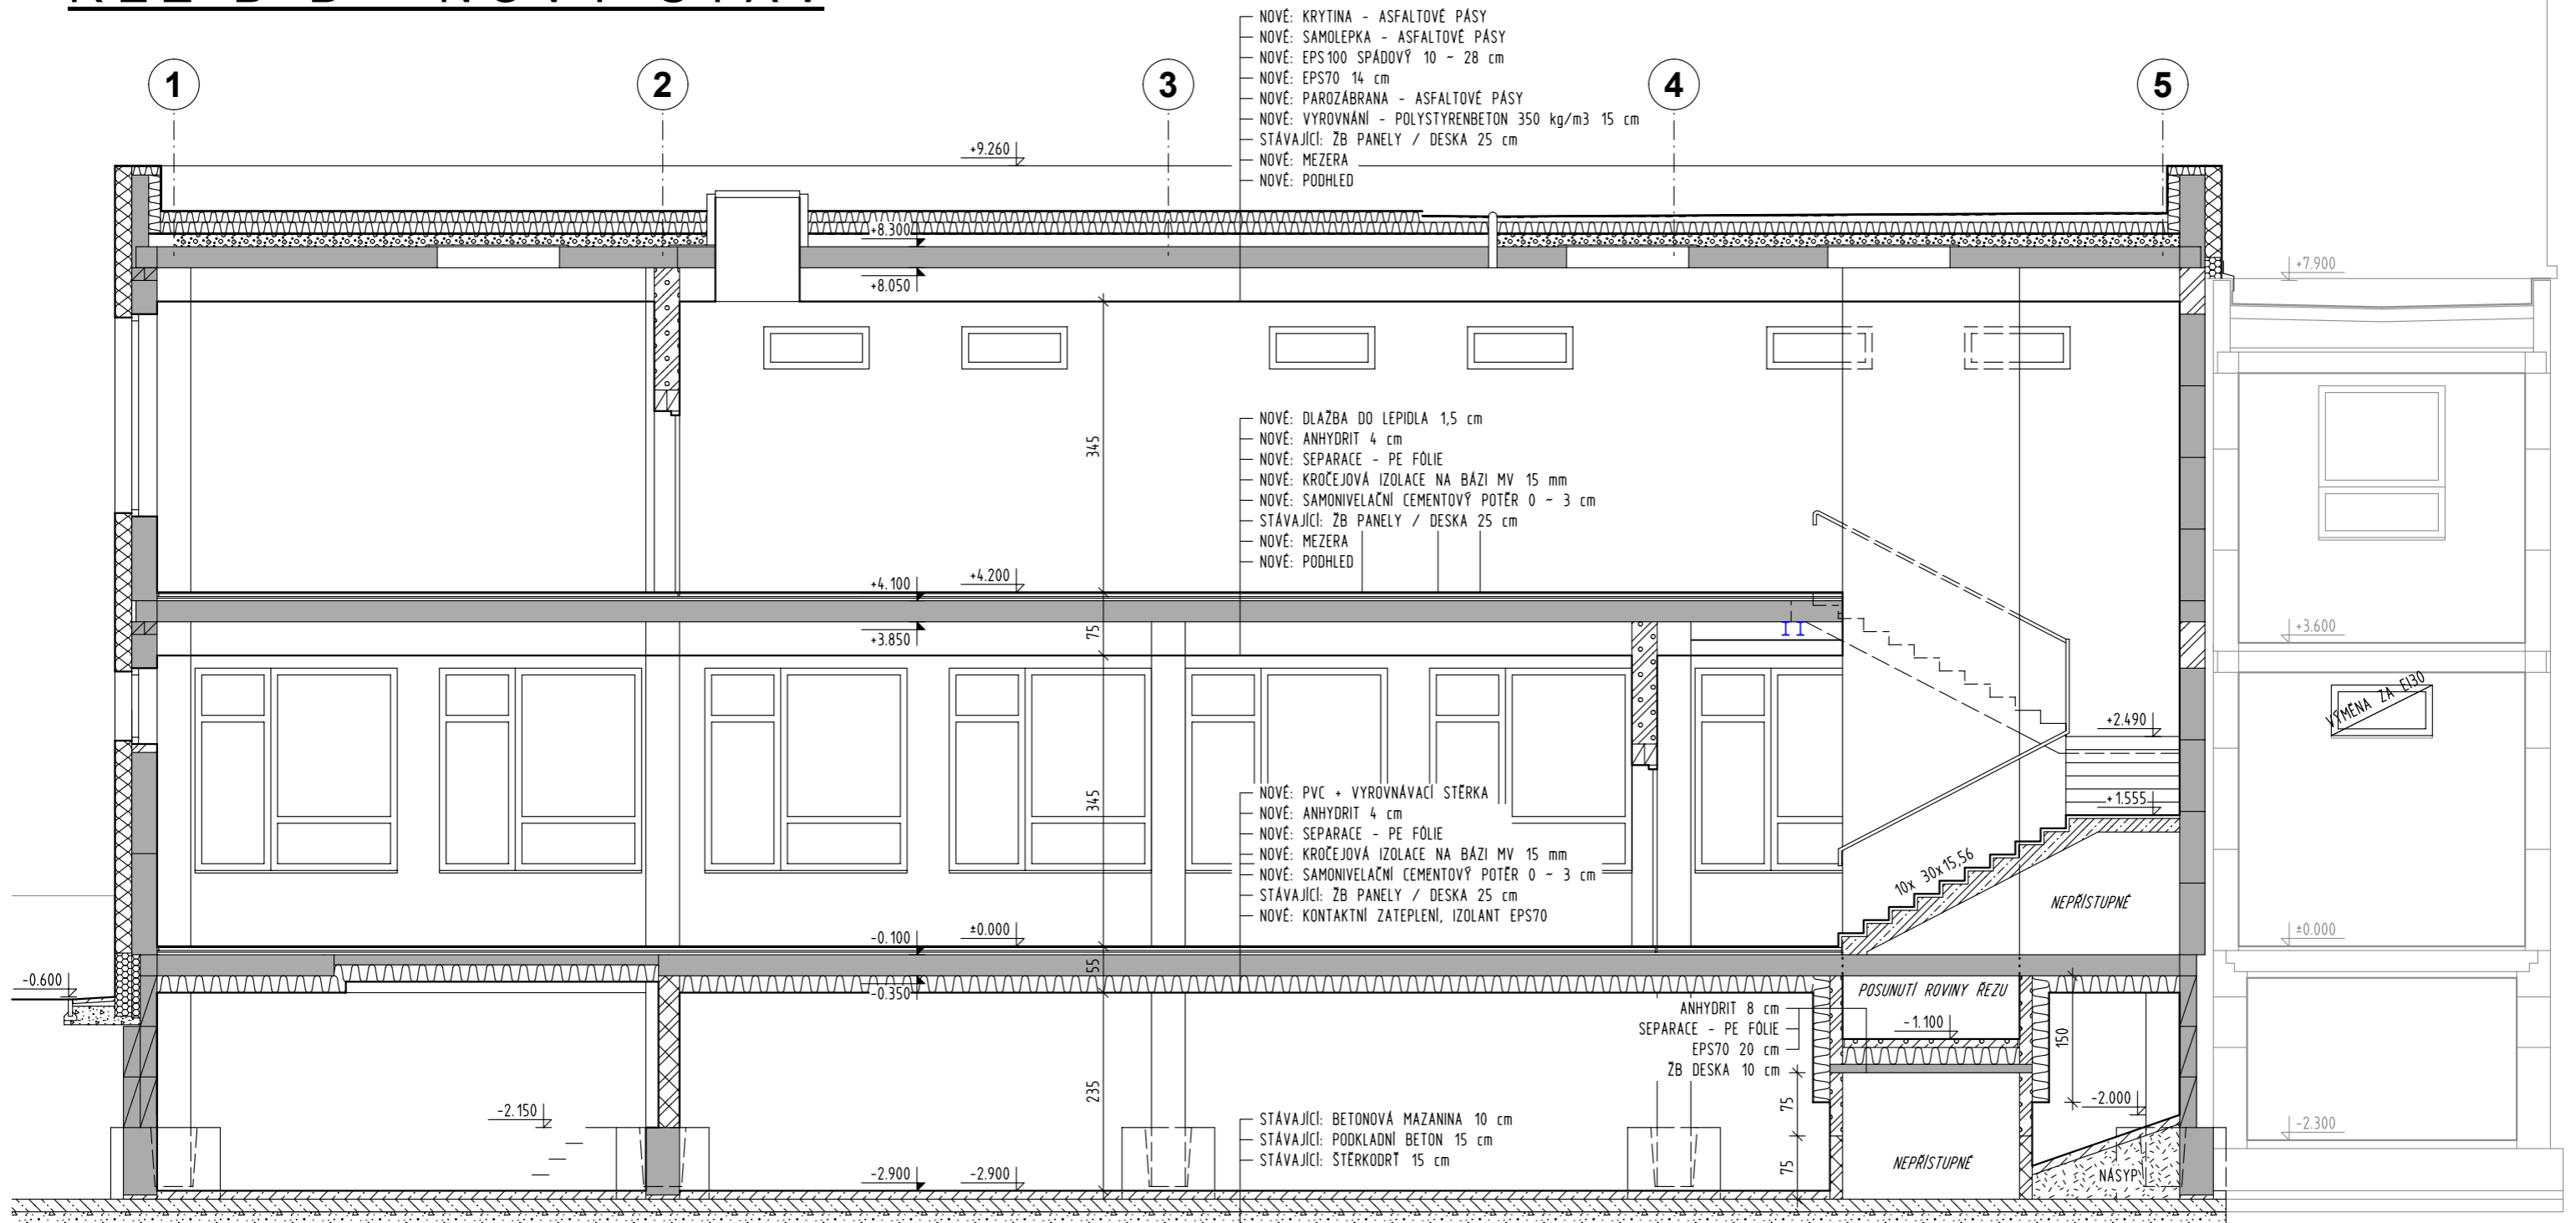 1
2
3
4
5
NOVÉ: KRYTINA - ASFALTOVÉ PÁSY
NOVÉ: SAMOLEPKA - ASFALTOVÉ PÁSY
NOVÉ: EPS100 SPÁDOVÝ 10 ~ 28 cm
NOVÉ: EPS70 14 cm
NOVÉ: PAROZÁBRANA - ASFALTOVÉ PÁSY
NOVÉ: VYROVNÁNÍ - POLYSTYRENBETON 350 kg/m3 15 cm
STÁVAJÍCÍ: ŽB PANELY / DESKA 25 cm
NOVÉ: MEZERA
NOVÉ: PODHLED
+9.260
+8.300
+8.050
+7.900
345
NOVÉ: DLAŽBA DO LEPIDLA 1,5 cm
NOVÉ: ANHYDRIT 4 cm
NOVÉ: SEPARACE - PE FÓLIE
NOVÉ: KROČEJOVÁ IZOLACE NA BÁZI MV 15 mm
NOVÉ: SAMONIVELAČNÍ CEMENTOVÝ POTĚR 0 ~ 3 cm
STÁVAJÍCÍ: ŽB PANELY / DESKA 25 cm
NOVÉ: MEZERA
NOVÉ: PODHLED
+4.100
+4.200
+3.850
75
+3.600
VÝMĚNA ZA EI30
+2.490
+1.555
345
NOVÉ: PVC + VYROVNÁVACÍ STĚRKA
NOVÉ: ANHYDRIT 4 cm
NOVÉ: SEPARACE - PE FÓLIE
NOVÉ: KROČEJOVÁ IZOLACE NA BÁZI MV 15 mm
NOVÉ: SAMONIVELAČNÍ CEMENTOVÝ POTĚR 0 ~ 3 cm
STÁVAJÍCÍ: ŽB PANELY / DESKA 25 cm
NOVÉ: KONTAKTNÍ ZATEPLENÍ, IZOLANT EPS70
10x 30x15,56
NEPŘÍSTUPNÉ
-0.100
±0.000
±0.000
55
-0.600
-0.350
POSUNUTÍ ROVINY ŘEZU
-1.100
ANHYDRIT 8 cm
SEPARACE - PE FÓLIE
EPS70 20 cm
ŽB DESKA 10 cm
150
235
75
75
-2.000
-2.150
-2.300
STÁVAJÍCÍ: BETONOVÁ MAZANINA 10 cm
STÁVAJÍCÍ: PODKLADNÍ BETON 15 cm
STÁVAJÍCÍ: ŠTĚRKODRŤ 15 cm
NEPŘÍSTUPNÉ
NÁSYP
-2.900
-2.900